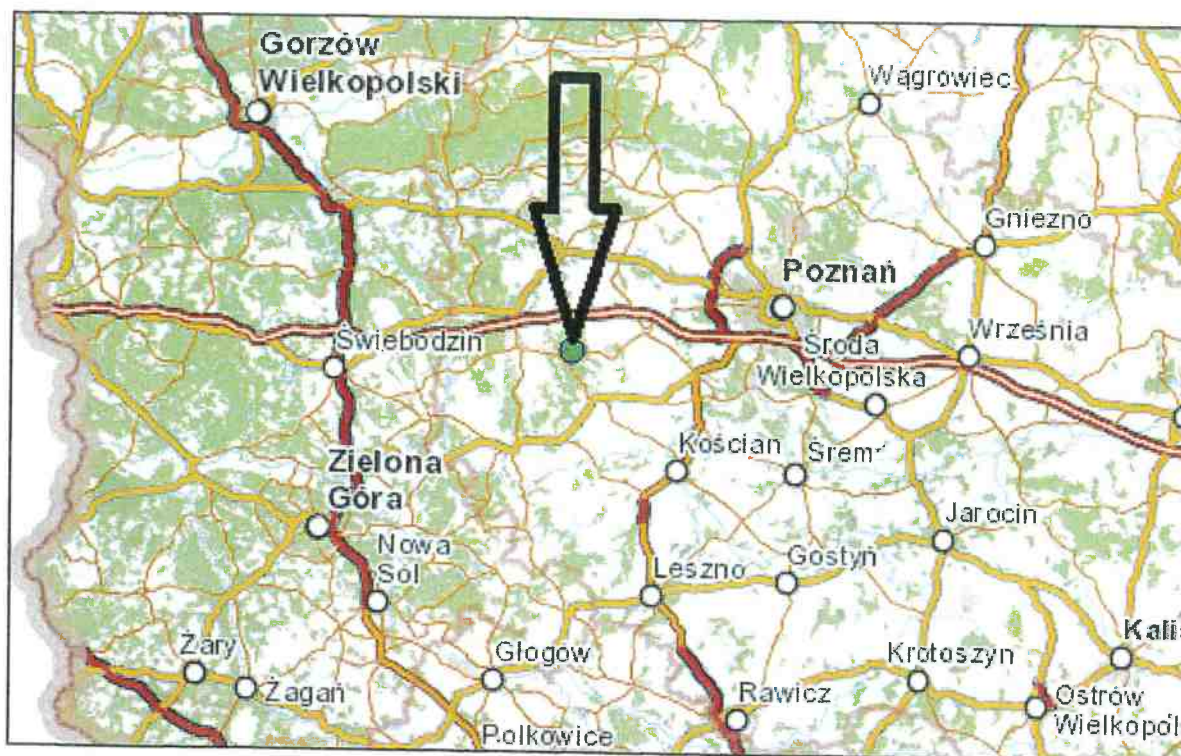 Gorzów
Wielkopolski
Wągrowiec
Gniezno
Poznań
Świebodzin
Środa
Wielkopolska
Września
Kościan
Śrem
Zielona
Góra
Jarocin
Nowa
Sól
Leszno
Gostyń
Żary
Żagań
Głogów
Krotoszyn
Kalis
Rawicz
Ostrów
Wielkopol
Polkowice